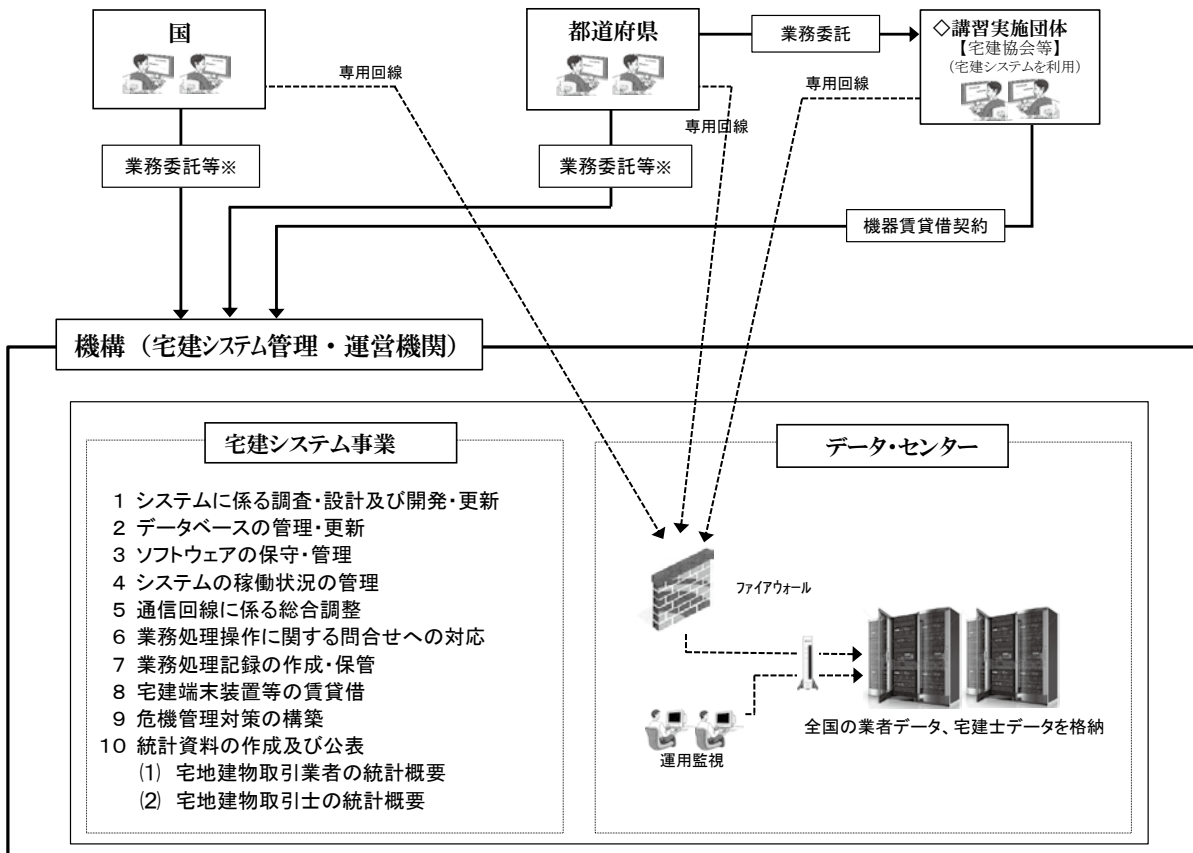 国
都道府県
業務委託
◇講習実施団体
【宅建協会等】
(宅建システムを利用)
専用回線
専用回線
専用回線
業務委託等※
業務委託等※
機器賃貸借契約
機構（宅建システム管理・運営機関）
宅建システム事業
1 システムに係る調査・設計及び開発・更新
2 データベースの管理・更新
3 ソフトウェアの保守・管理
4 システムの稼働状況の管理
5 通信回線に係る総合調整
6 業務処理操作に関する問合せへの対応
7 業務処理記録の作成・保管
8 宅建端末装置等の賃貸借
9 危機管理対策の構築
10 統計資料の作成及び公表
⑴ 宅地建物取引業者の統計概要
⑵ 宅地建物取引士の統計概要
データ・センター
ファイアウォール
全国の業者データ、宅建士データを格納
運用監視